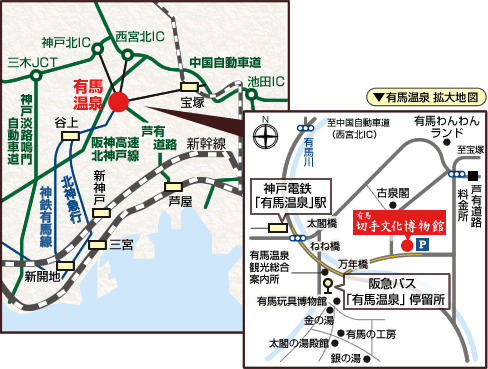 神戸北IC
西宮北IC
三木JCT
中国自動車道
池田IC
有馬
温泉
宝塚
神戸淡路鳴門
自動車道
谷上
阪神高速
北神戸線
芦有
道路
新幹線
北神急行
神鉄有馬線
新神戸
芦屋
三宮
新開地
▼有馬温泉 拡大地図
N
至中国自動車道
(西宮北IC)
有馬わんわん
ランド
有馬川
至宝塚
神戸電鉄
「有馬温泉」駅
古泉閣
芦有道路
料金所
太閤橋
有馬
切手文化博物館
P
ねね橋
有馬温泉
観光総合
案内所
万年橋
阪急バス
「有馬温泉」停留所
有馬玩具博物館
金の湯
有馬の工房
太閤の湯殿館
銀の湯